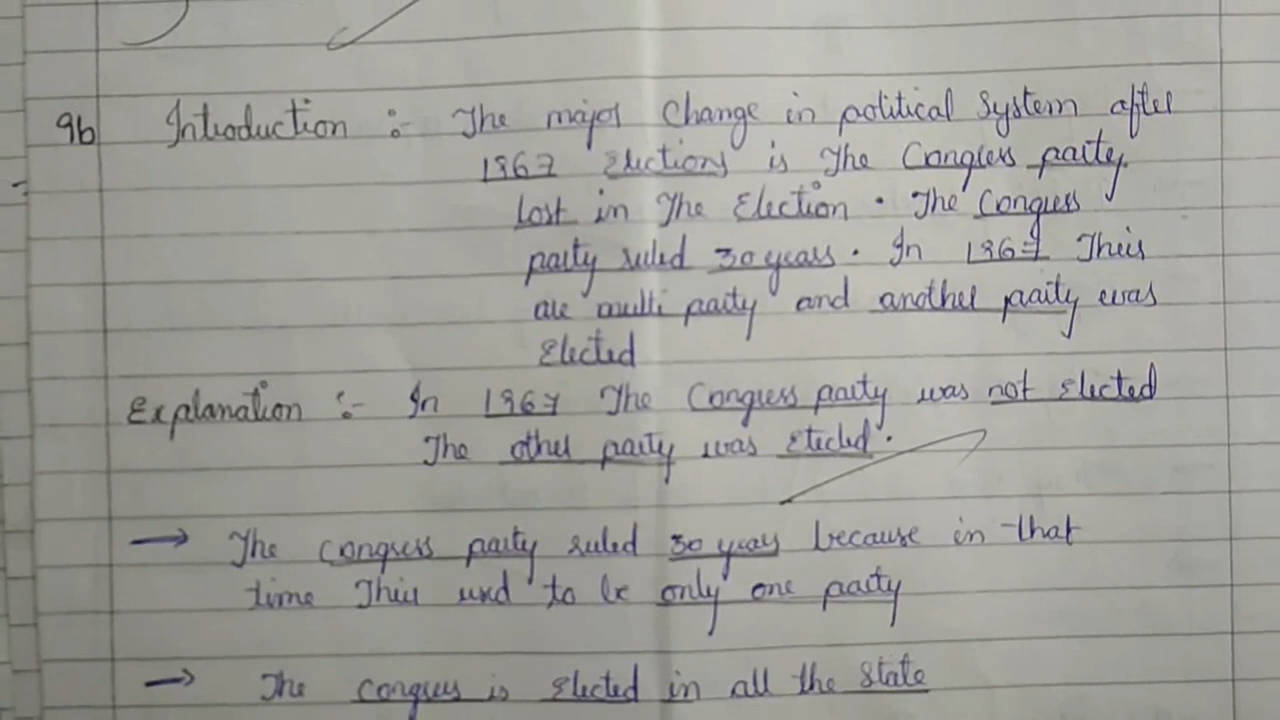 9b Introduction :- The major change in political system after
1967 Elections is The Congress party
lost in The Election. The Congress
party ruled 30 years. In 1967 Their
are multi party and another party was
Elected
Explanation :- In 1967 The Congress party was not Elected
The other party was Elected.
→ The Congress party ruled 30 years because in that
time Their used to be only one party
→ The Congress is Elected in all the State